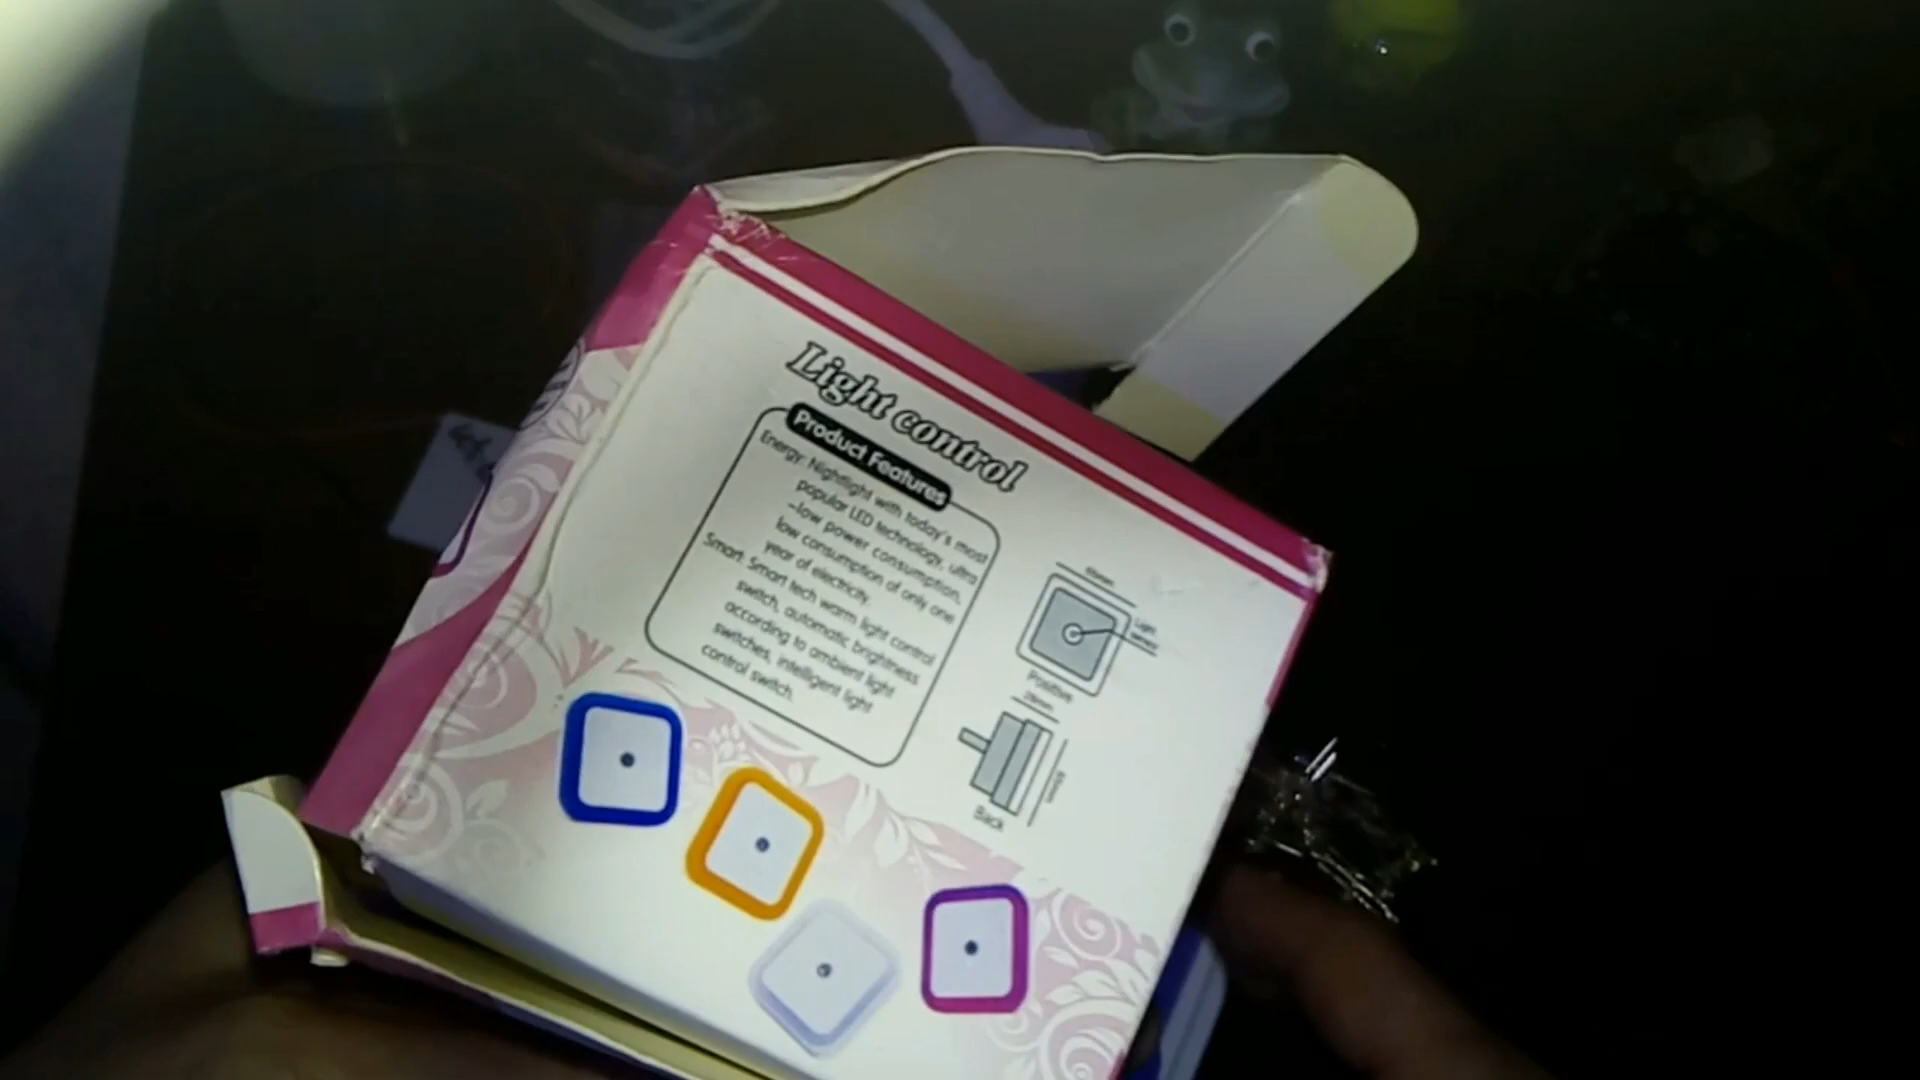 Light control
Product Features
Energy: Nightlight with today's most
popular LED technology, ultra
-low power consumption,
low consumption of only one
year of electricity.
Smart: Smart tech warm light control
switch, automatic brightness
according to ambient light
switches, intelligent light
control switch.
Light
Positive
Back